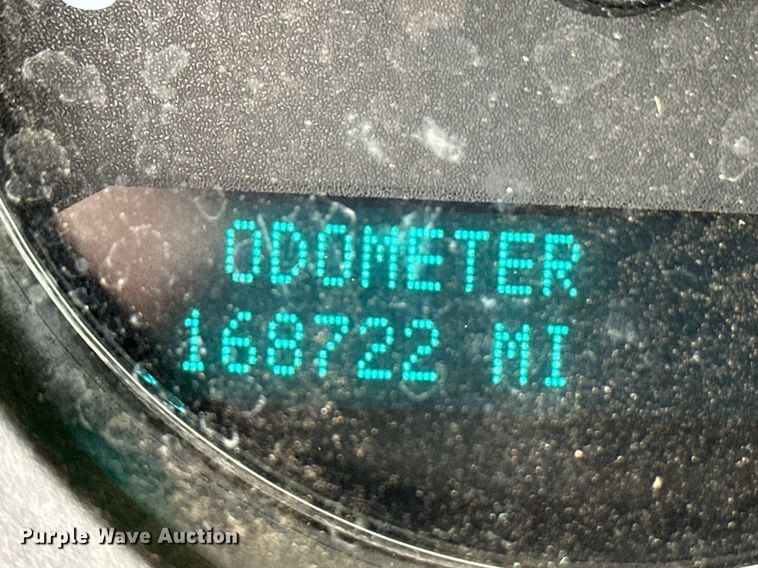 ODOMETER
168722 MI
Purple Wave Auction